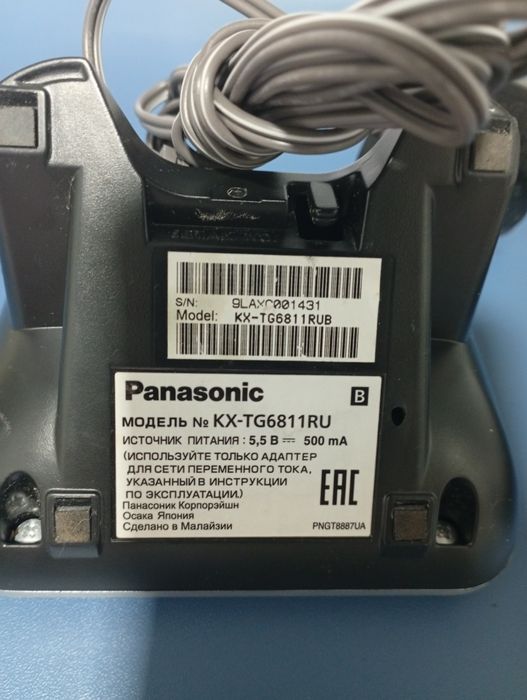 S/N: 9LAXC001431
Model: KX-TG6811RUB
Panasonic B
МОДЕЛЬ № KX-TG6811RU
ИСТОЧНИК ПИТАНИЯ : 5,5 В ⎓ 500 mA
(ИСПОЛЬЗУЙТЕ ТОЛЬКО АДАПТЕР
ДЛЯ СЕТИ ПЕРЕМЕННОГО ТОКА,
УКАЗАННЫЙ В ИНСТРУКЦИИ
ПО ЭКСПЛУАТАЦИИ.)
EAC
Панасоник Корпорэйшн
Осака Япония
Сделано в Малайзии
PNGT8887UA